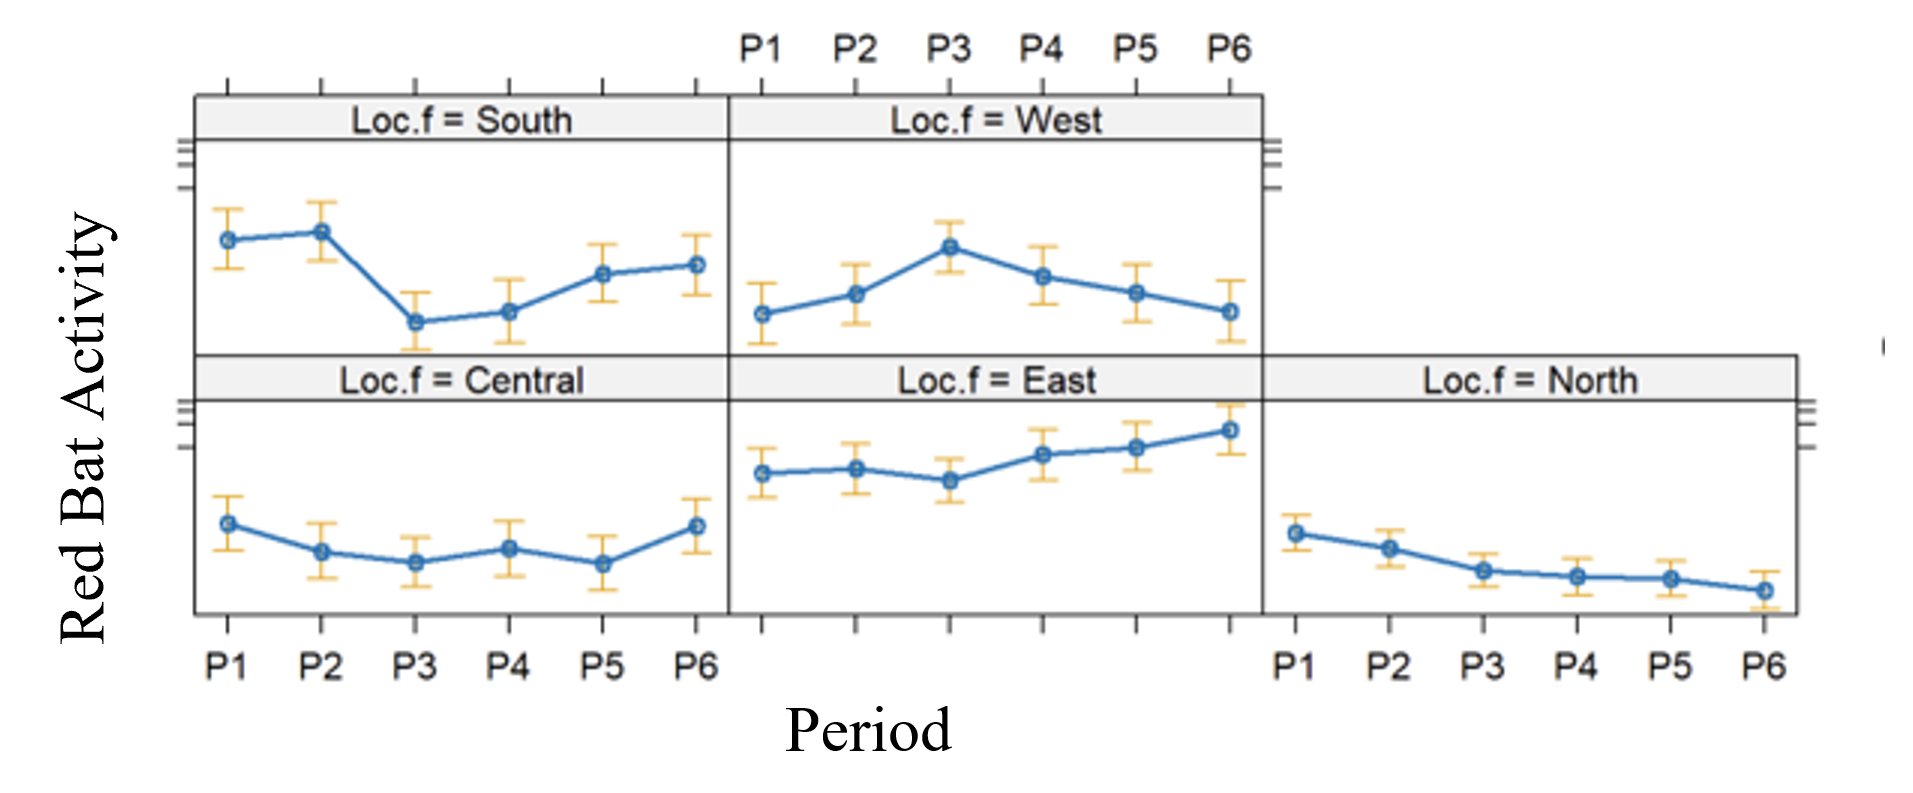 P1 P2 P3 P4 P5 P6
Loc.f = South Loc.f = West
Red Bat Activity
Loc.f = Central Loc.f = East Loc.f = North
P1 P2 P3 P4 P5 P6 P1 P2 P3 P4 P5 P6
Period